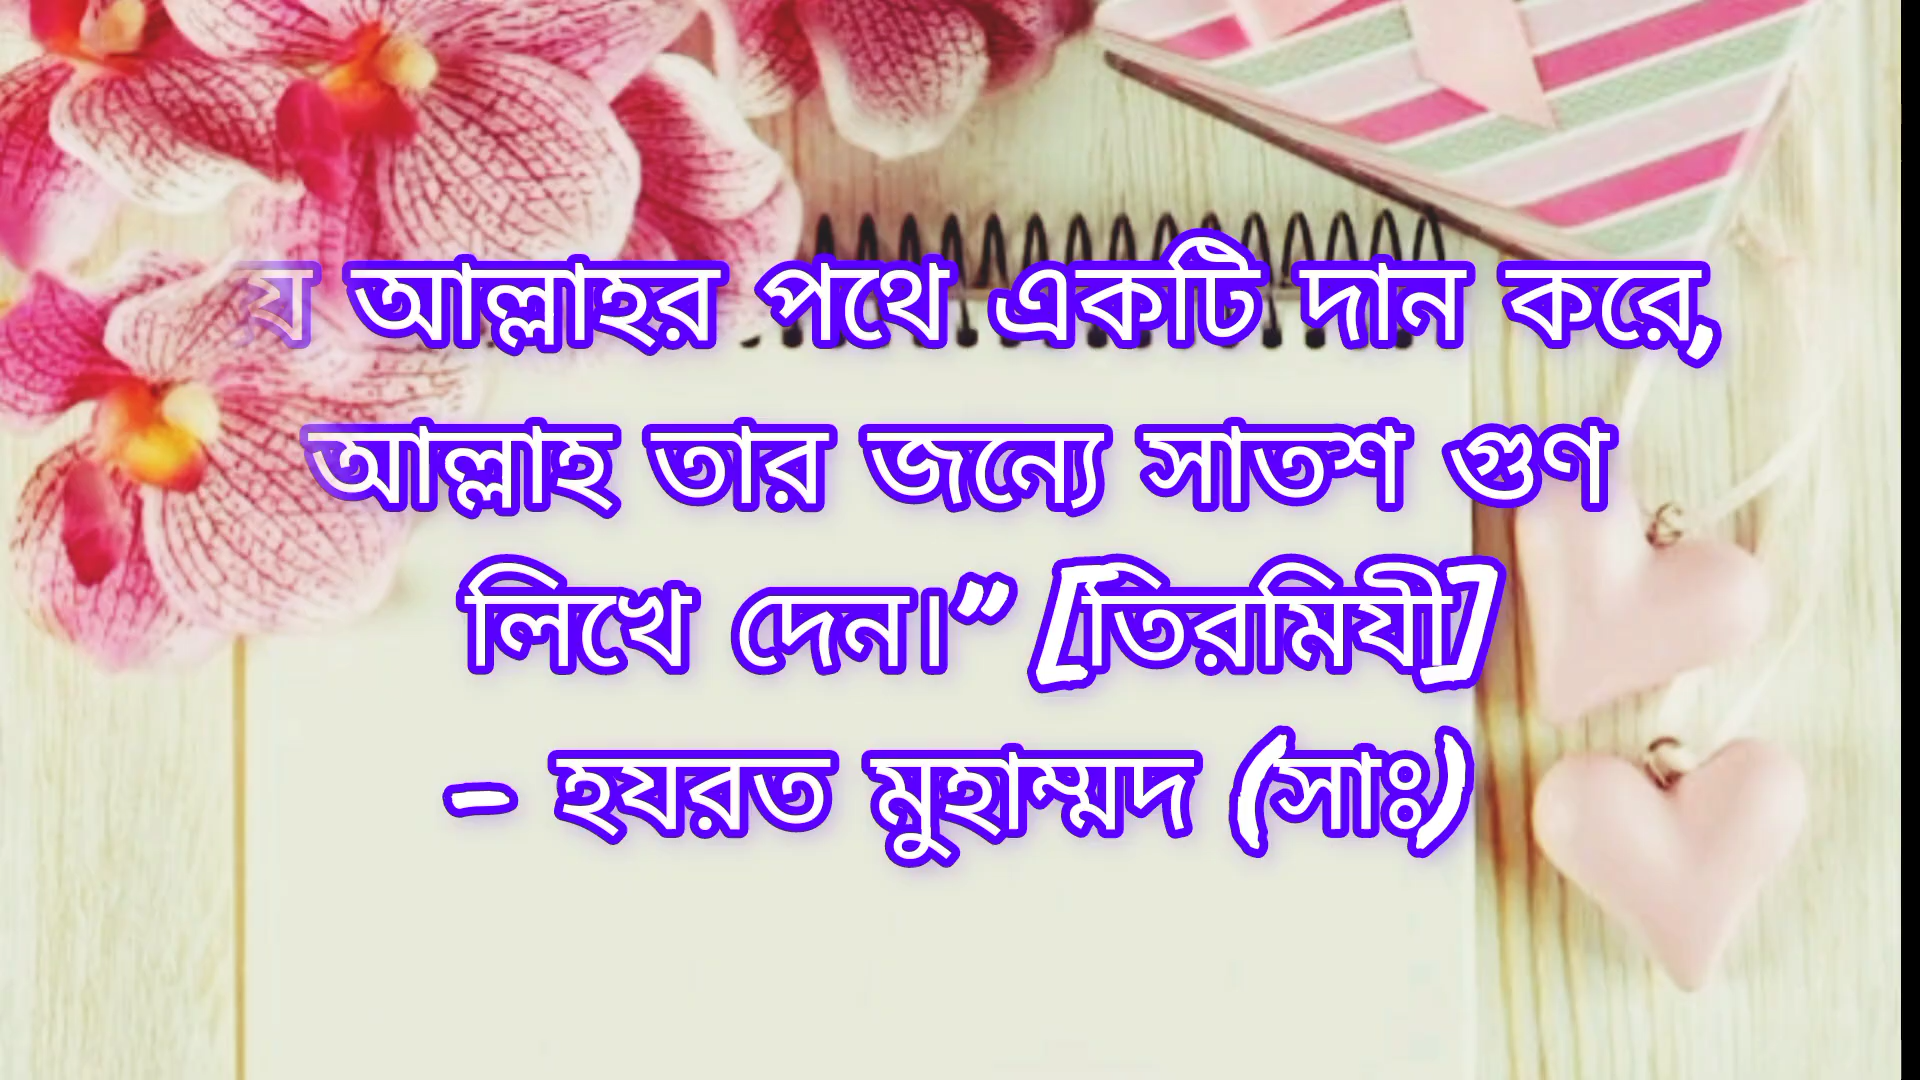 য আল্লাহর পথে একটি দান করে,
আল্লাহ তার জন্যে সাতশ গুণ
লিখে দেন।” [তিরমিযী]
- হযরত মুহাম্মদ (সাঃ)